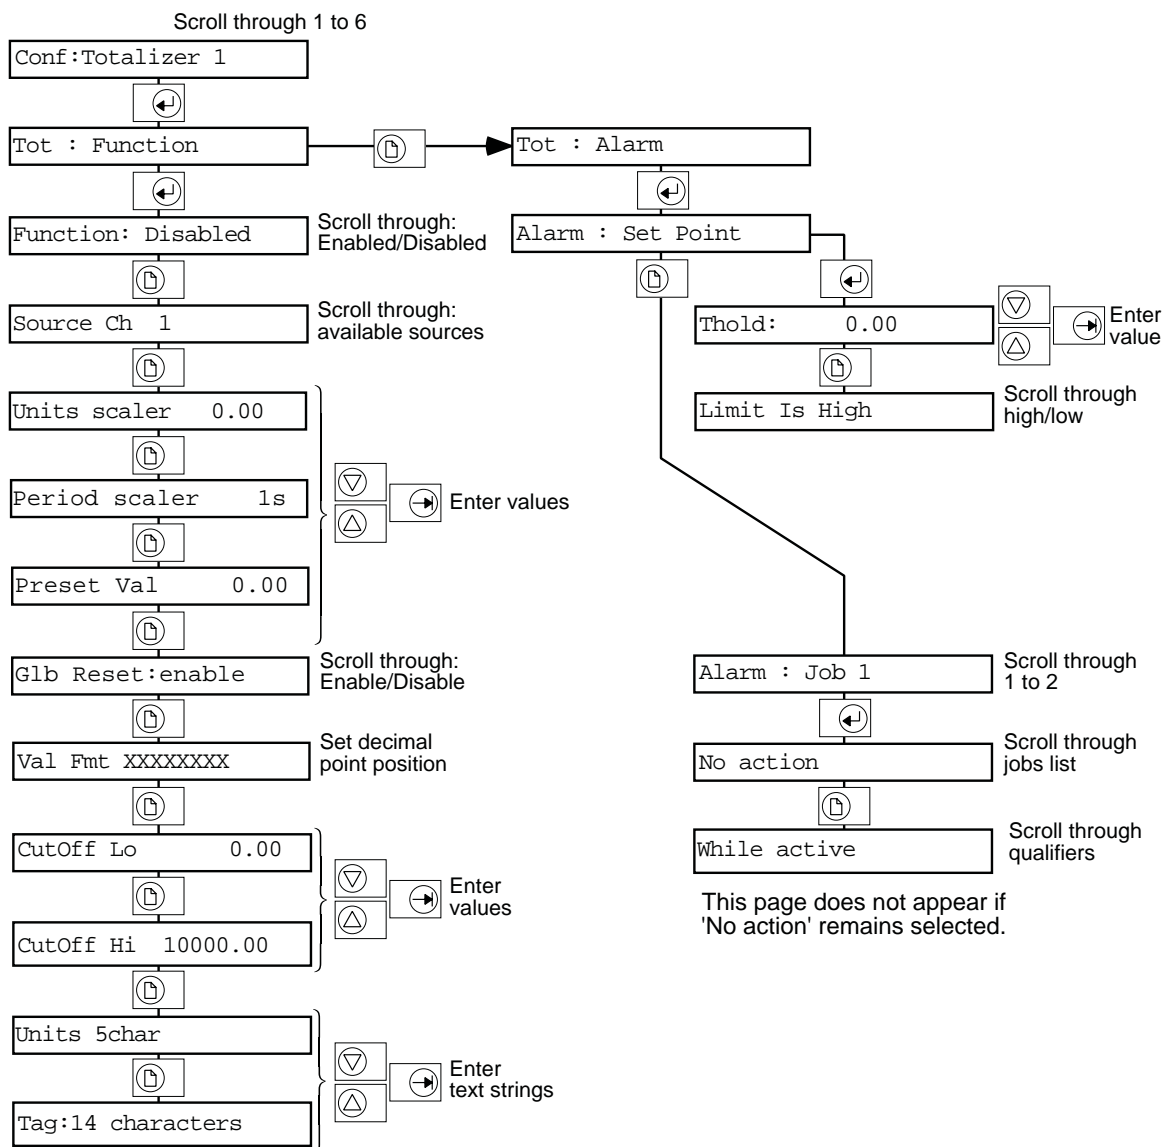 Scroll through 1 to 6
Conf:Totalizer 1
Tot : Function
Function: Disabled
Scroll through:
Enabled/Disabled
Source Ch 1
Scroll through:
available sources
Units scaler 0.00
Period scaler 1s
Preset Val 0.00
Enter values
Glb Reset:enable
Scroll through:
Enable/Disable
Val Fmt XXXXXXXX
Set decimal
point position
CutOff Lo 0.00
CutOff Hi 10000.00
Enter
values
Units 5char
Tag:14 characters
Enter
text strings
Tot : Alarm
Alarm : Set Point
Thold: 0.00
Enter
value
Limit Is High
Scroll through
high/low
Alarm : Job 1
Scroll through
1 to 2
No action
Scroll through
jobs list
While active
Scroll through
qualifiers
This page does not appear if
'No action' remains selected.